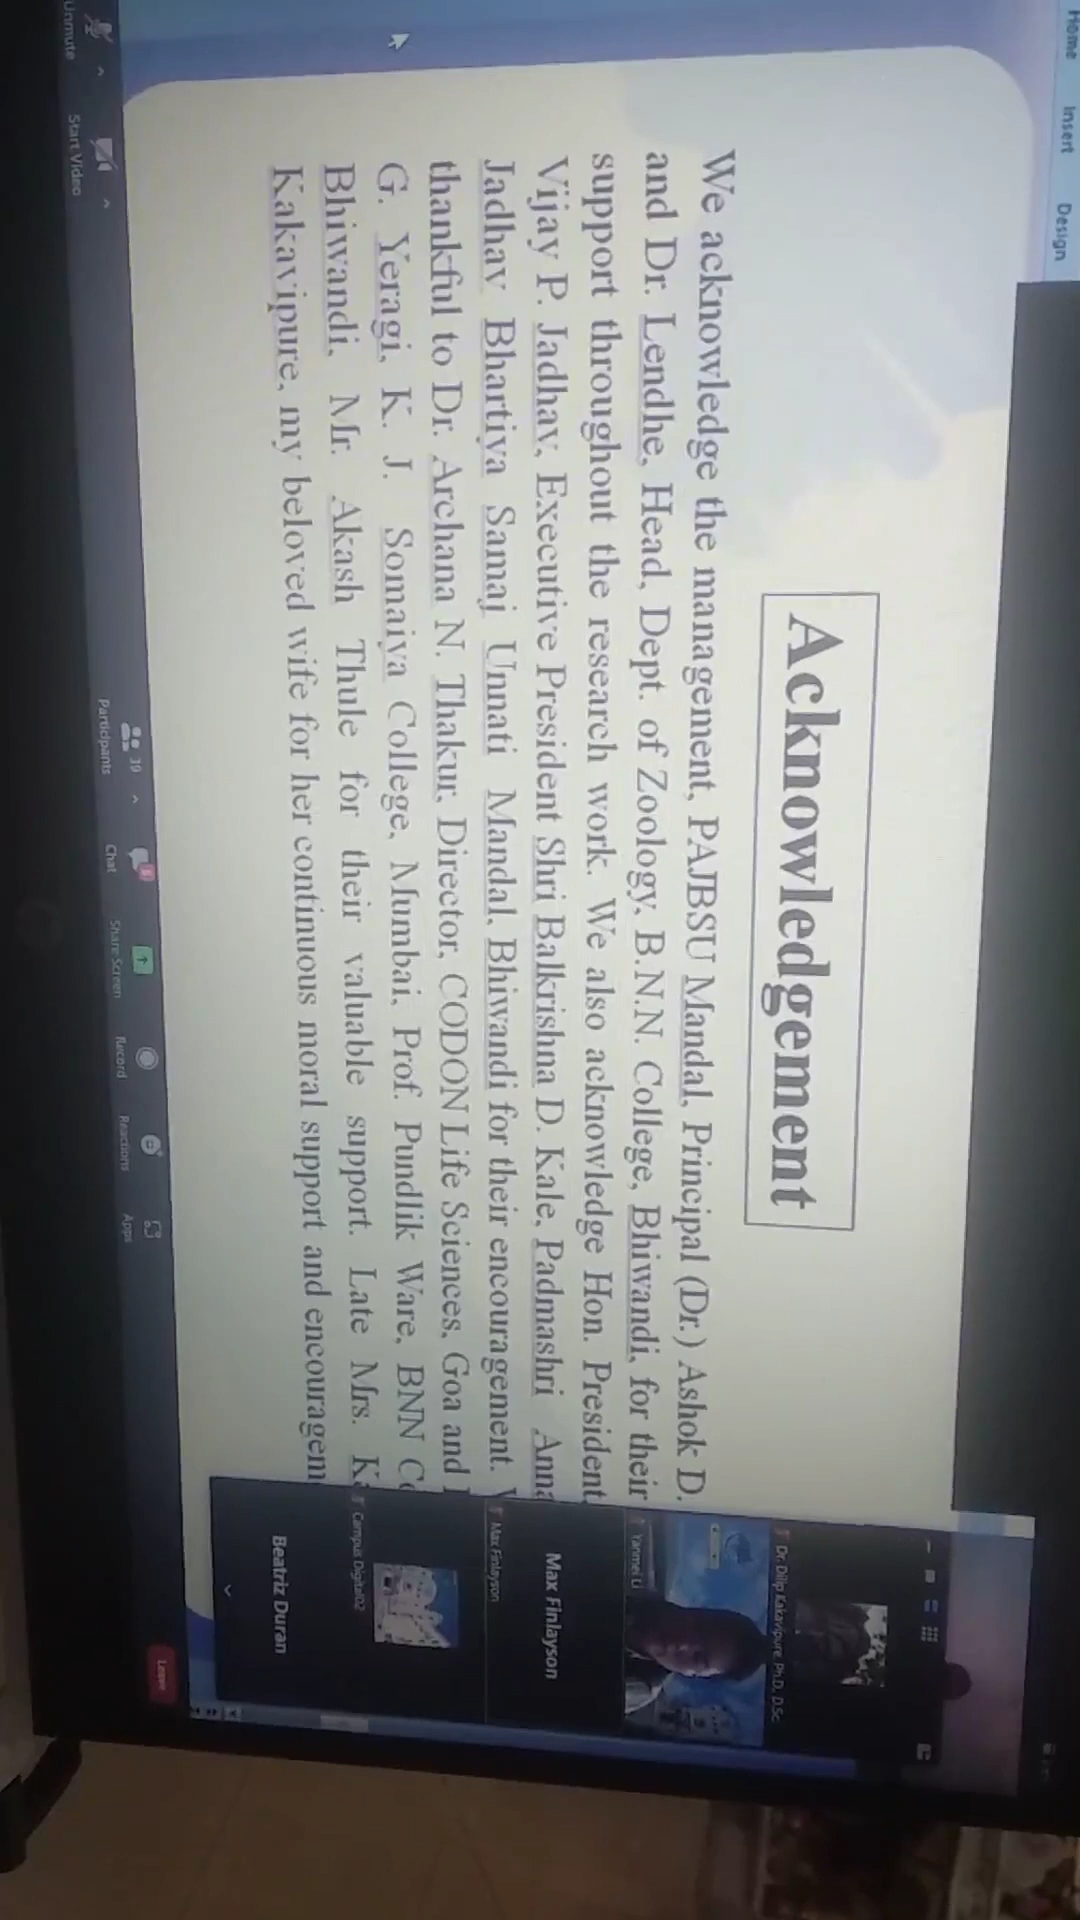 Home Insert Design
Acknowledgement
We acknowledge the management, PAJBSU Mandal, Principal (Dr.) Ashok D.
and Dr. Lendhe, Head, Dept. of Zoology, B.N.N. College, Bhiwandi, for their
support throughout the research work. We also acknowledge Hon. President
Vijay P. Jadhav, Executive President Shri Balkrishna D. Kale, Padmashri Anna
Jadhav Bhartiya Samaj Unnati Mandal, Bhiwandi for their encouragement.
thankful to Dr. Archana N. Thakur, Director, CODON Life Sciences, Goa and
G. Yeragi, K. J. Somaiya College, Mumbai, Prof. Pundlik Ware, BNN
Bhiwandi, Mr. Akash Thule for their valuable support. Late Mrs.
Kakavipure, my beloved wife for her continuous moral support and encouragem
Dr. Dilip Kakavipure, Ph.D, D.Sc
Yanmei Li
Max Finlayson
Max Finlayson
Campus Digital02
Beatriz Duran
Unmute Start Video Participants 39 Chat Share Screen Record Reactions Apps Leave